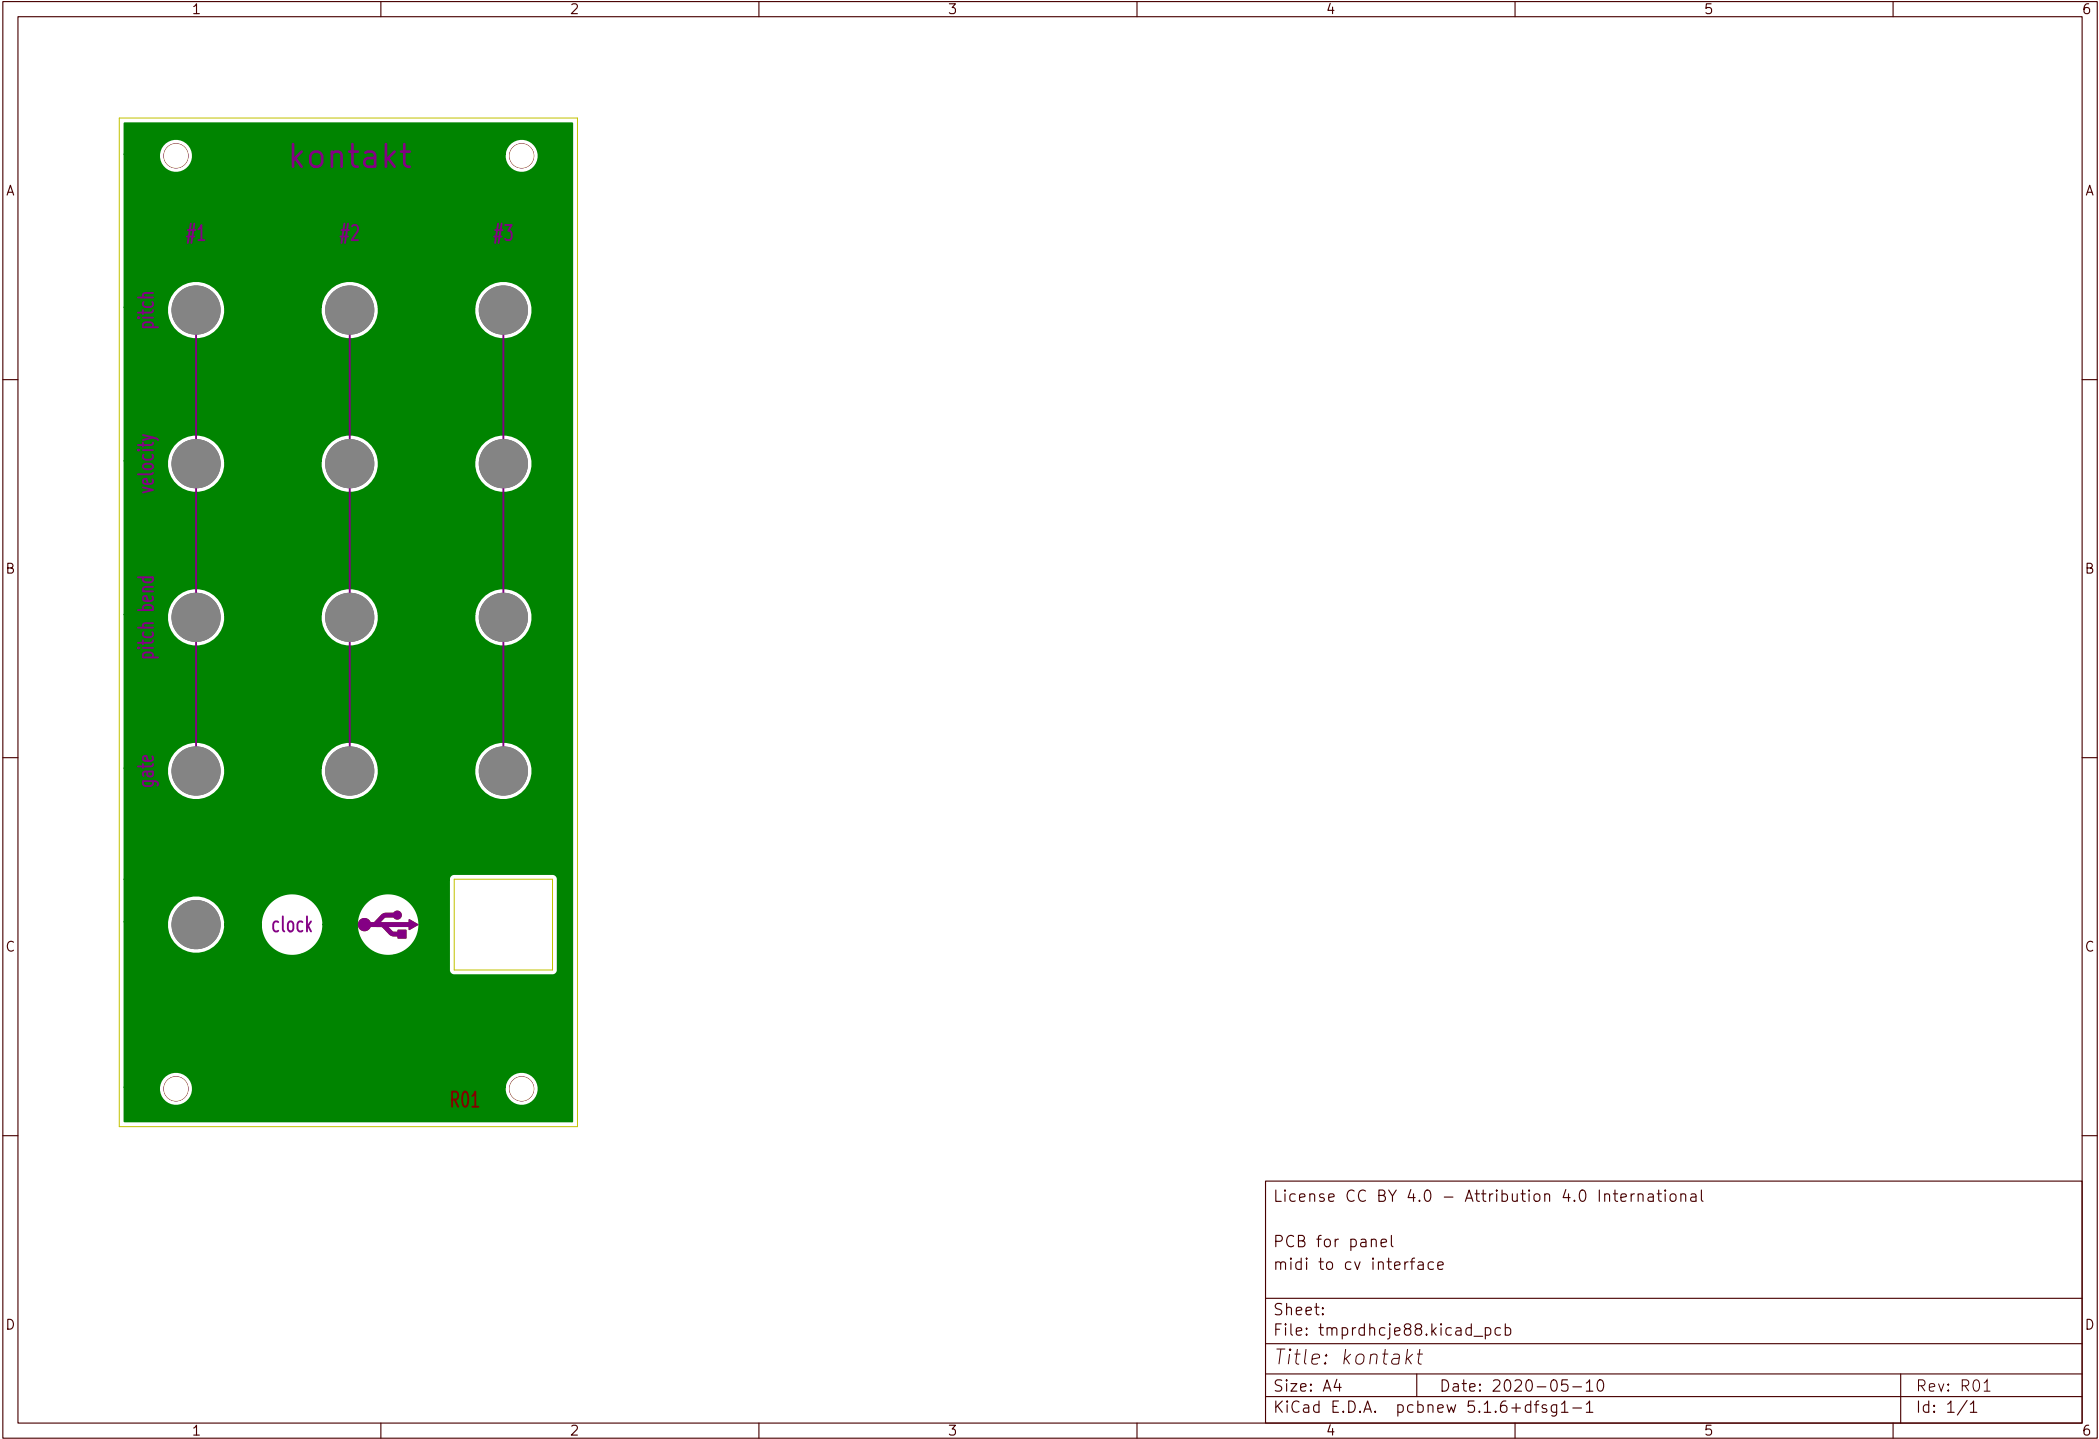 1 2 3 4 5 6
A A
kontakt
#1 #2 #3
pitch
velocity
B B
pitch bend
gate
clock
C C
R01
License CC BY 4.0 - Attribution 4.0 International
PCB for panel
midi to cv interface
Sheet:
File: tmprdhcje88.kicad_pcb
D D
Title: kontakt
Size: A4 Date: 2020-05-10 Rev: R01
KiCad E.D.A. pcbnew 5.1.6+dfsg1-1 Id: 1/1
1 2 3 4 5 6